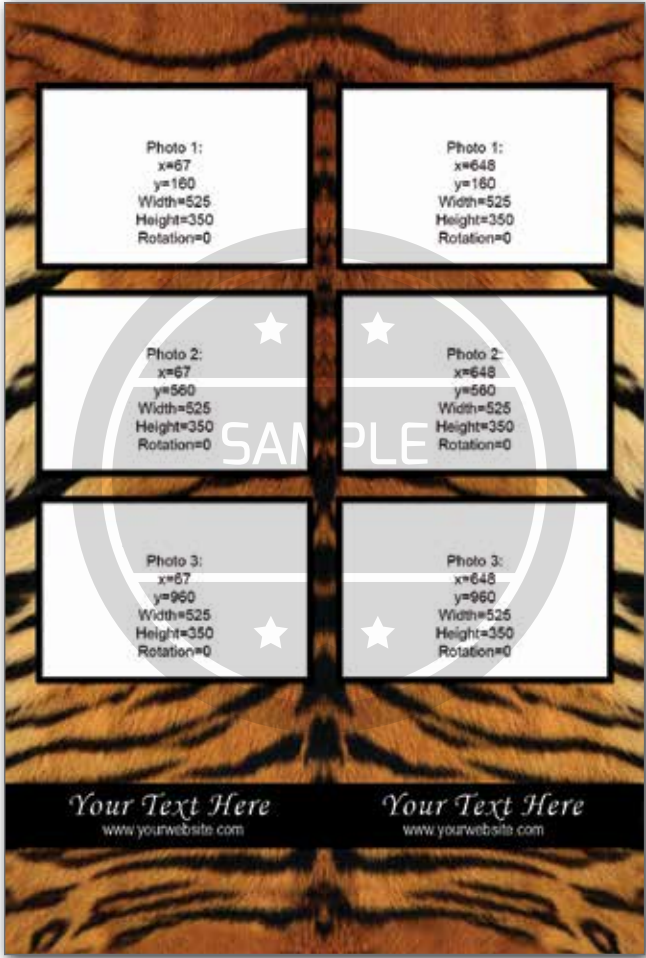 Photo 1:
x=67
y=160
Width=525
Height=350
Rotation=0
Photo 1:
x=648
y=160
Width=525
Height=350
Rotation=0
Photo 2:
x=67
y=560
Width=525
Height=350
Rotation=0
Photo 2:
x=648
y=560
Width=525
Height=350
Rotation=0
SAMPLE
Photo 3:
x=67
y=960
Width=525
Height=350
Rotation=0
Photo 3:
x=648
y=960
Width=525
Height=350
Rotation=0
Your Text Here
www.yourwebsite.com
Your Text Here
www.yourwebsite.com